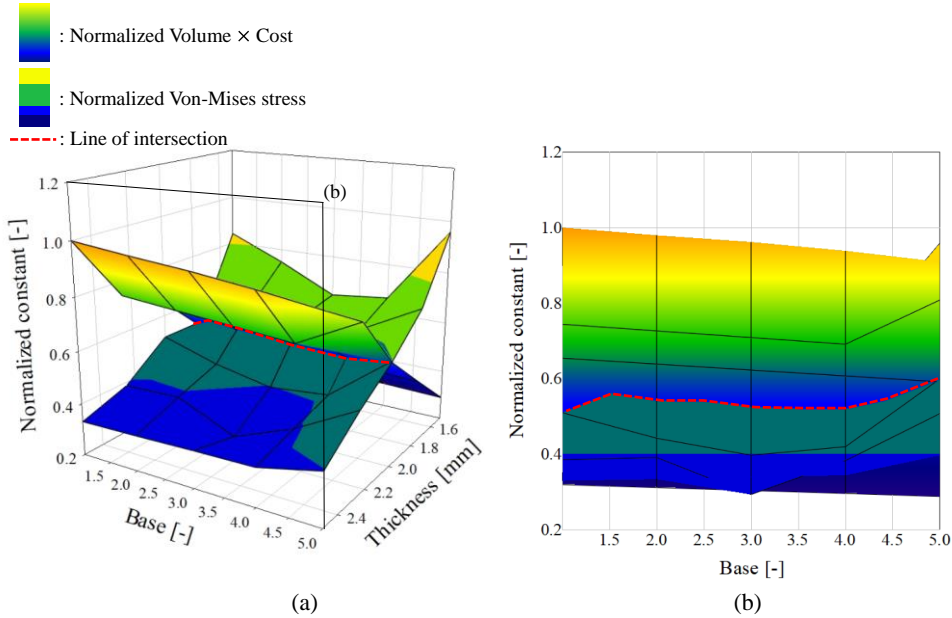 : Normalized Volume × Cost
: Normalized Von-Mises stress
: Line of intersection
(b)
1.2
1.0
0.8
0.6
0.4
0.2
Normalized constant [-]
1.5
2.0
2.5
3.0
3.5
4.0
4.5
5.0
Base [-]
1.6
1.8
2.0
2.2
2.4
Thickness [mm]
(a)
1.2
1.0
0.8
0.6
0.4
0.2
Normalized constant [-]
1.5 2.0 2.5 3.0 3.5 4.0 4.5 5.0
Base [-]
(b)